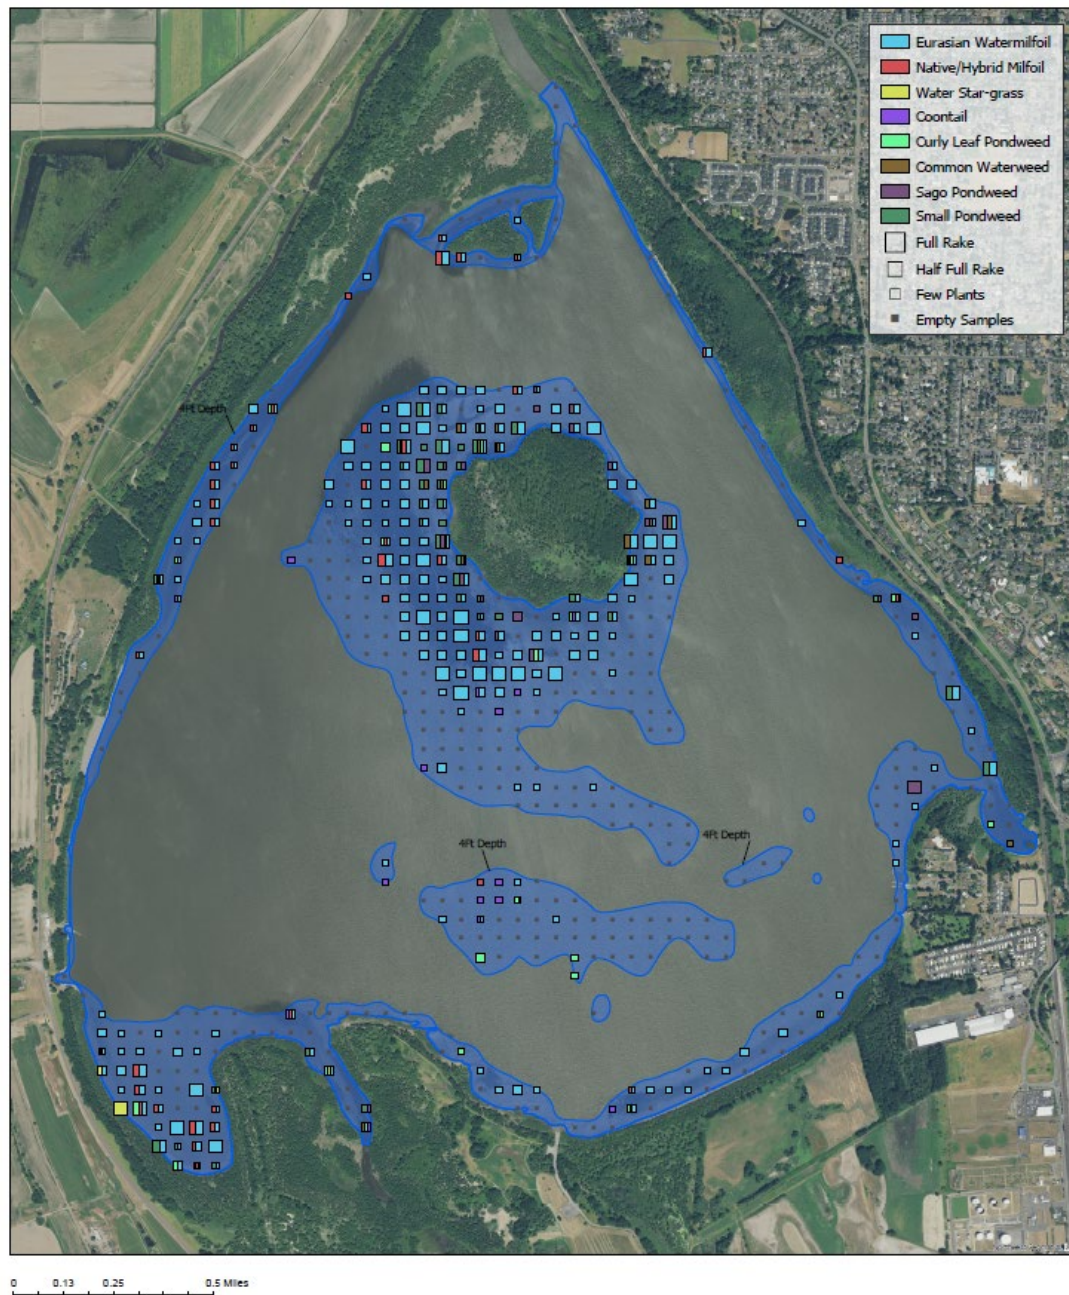 Eurasian Watermilfoil
Native/Hybrid Milfoil
Water Star-grass
Coontail
Curly Leaf Pondweed
Common Waterweed
Sago Pondweed
Small Pondweed
Full Rake
Half Full Rake
Few Plants
Empty Samples
4Ft Depth
4Ft Depth
4Ft Depth
0 0.13 0.25 0.5 Miles